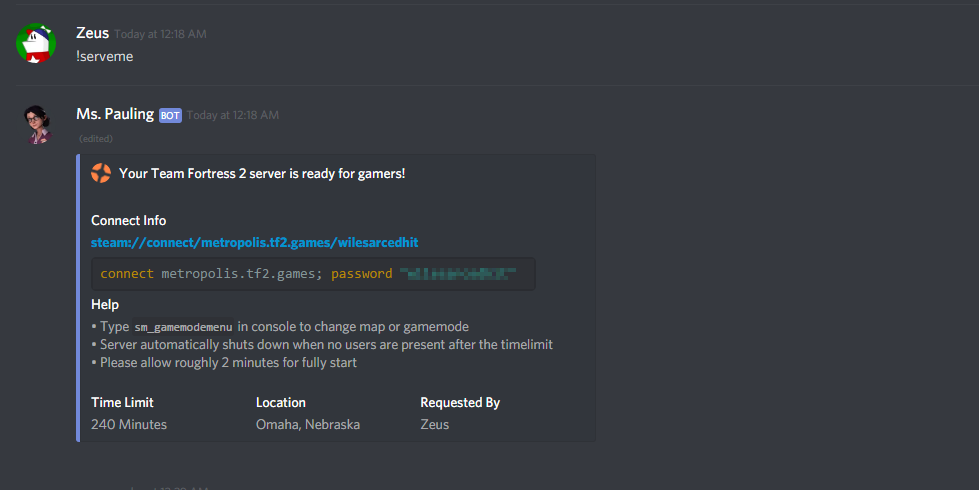 Zeus Today at 12:18 AM
!serveme
Ms. Pauling BOT Today at 12:18 AM
(edited)
Your Team Fortress 2 server is ready for gamers!
Connect Info
steam://connect/metropolis.tf2.games/wilesarcedhit
connect metropolis.tf2.games; password
Help
• Type sm_gamemodemenu in console to change map or gamemode
• Server automatically shuts down when no users are present after the timelimit
• Please allow roughly 2 minutes for fully start
Time Limit Location Requested By
240 Minutes Omaha, Nebraska Zeus